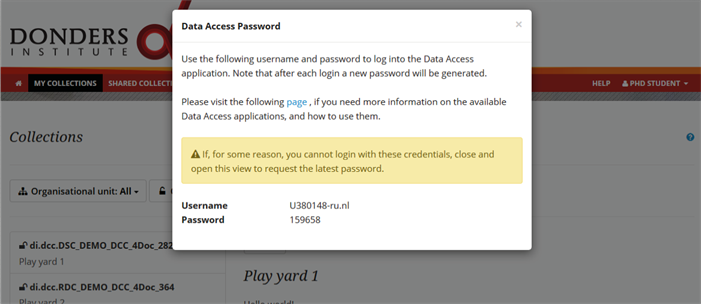 DONDERS
INSTITUTE
Data Access Password ×
Use the following username and password to log into the Data Access
application. Note that after each login a new password will be generated.
Please visit the following page , if you need more information on the available
Data Access applications, and how to use them.
If, for some reason, you cannot login with these credentials, close and
open this view to request the latest password.
Username U380148-ru.nl
Password 159658
MY COLLECTIONS SHARED COLLECTI HELP PHD STUDENT
Collections
Organisational unit: All
di.dcc.DSC_DEMO_DCC_4Doc_282
Play yard 1
di.dcc.RDC_DEMO_DCC_4Doc_364
Play yard 2
Play yard 1
Hello world!